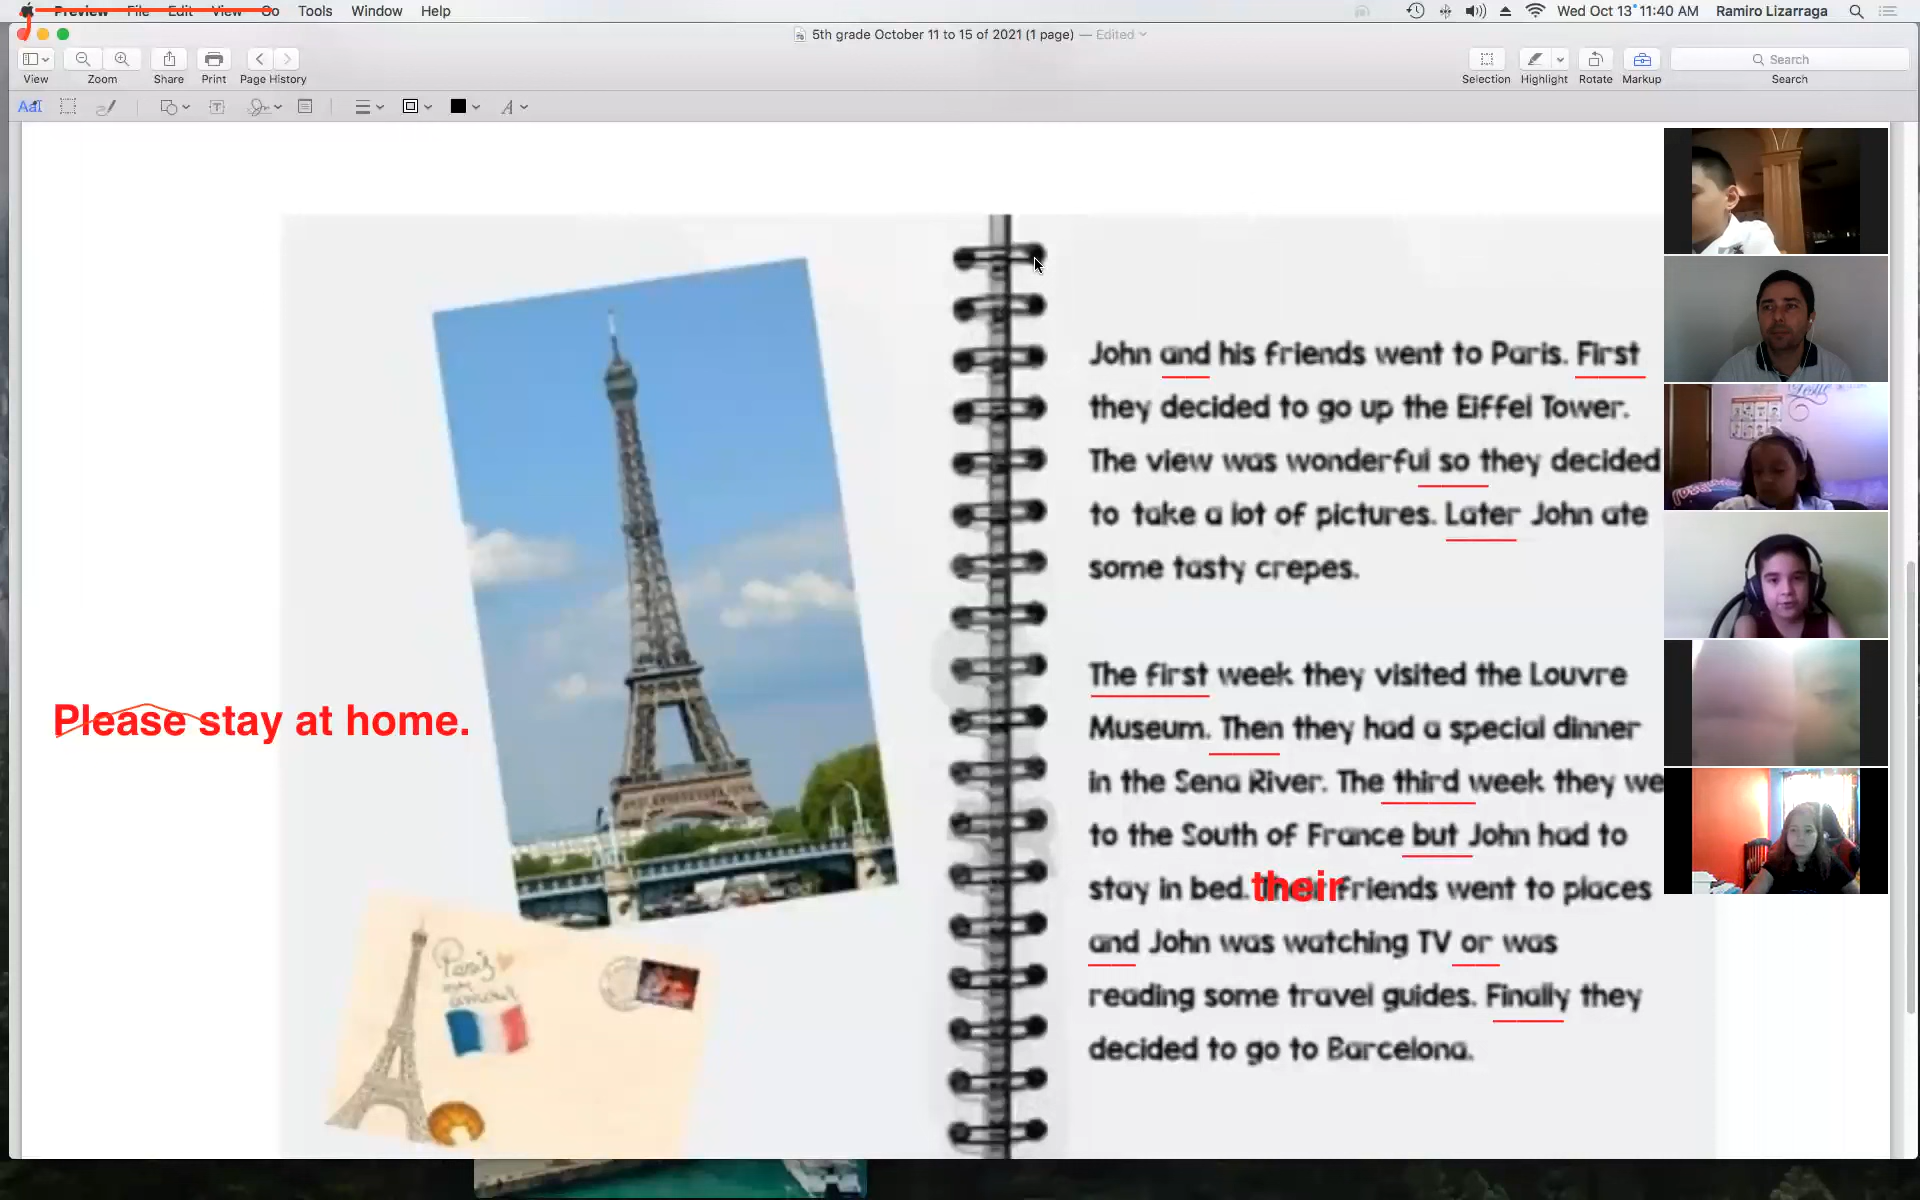 Preview File Edit View Go Tools Window Help Wed Oct 13 11:40 AM Ramiro Lizarraga
5th grade October 11 to 15 of 2021 (1 page) — Edited
View Zoom Share Print Page History Selection Highlight Rotate Markup Search
Search
John and his friends went to Paris. First
they decided to go up the Eiffel Tower.
The view was wonderful so they decided
to take a lot of pictures. Later John ate
some tasty crepes.
The first week they visited the Louvre
Museum. Then they had a special dinner
in the Sena River. The third week they we
to the South of France but John had to
stay in bed. their friends went to places
and John was watching TV or was
reading some travel guides. Finally they
decided to go to Barcelona.
Please stay at home.
Paris